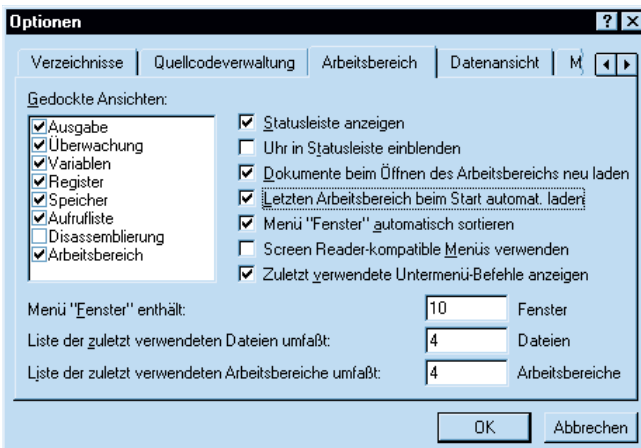 Optionen
Verzeichnisse Quellcodeverwaltung Arbeitsbereich Datenansicht M
Gedockte Ansichten:
Ausgabe
Überwachung
Variablen
Register
Speicher
Aufrufliste
Disassemblierung
Arbeitsbereich
Statusleiste anzeigen
Uhr in Statusleiste einblenden
Dokumente beim Öffnen des Arbeitsbereichs neu laden
Letzten Arbeitsbereich beim Start automat. laden
Menü "Fenster" automatisch sortieren
Screen Reader-kompatible Menüs verwenden
Zuletzt verwendete Untermenü-Befehle anzeigen
Menü "Fenster" enthält: 10 Fenster
Liste der zuletzt verwendeten Dateien umfaßt: 4 Dateien
Liste der zuletzt verwendeten Arbeitsbereiche umfaßt: 4 Arbeitsbereiche
OK Abbrechen